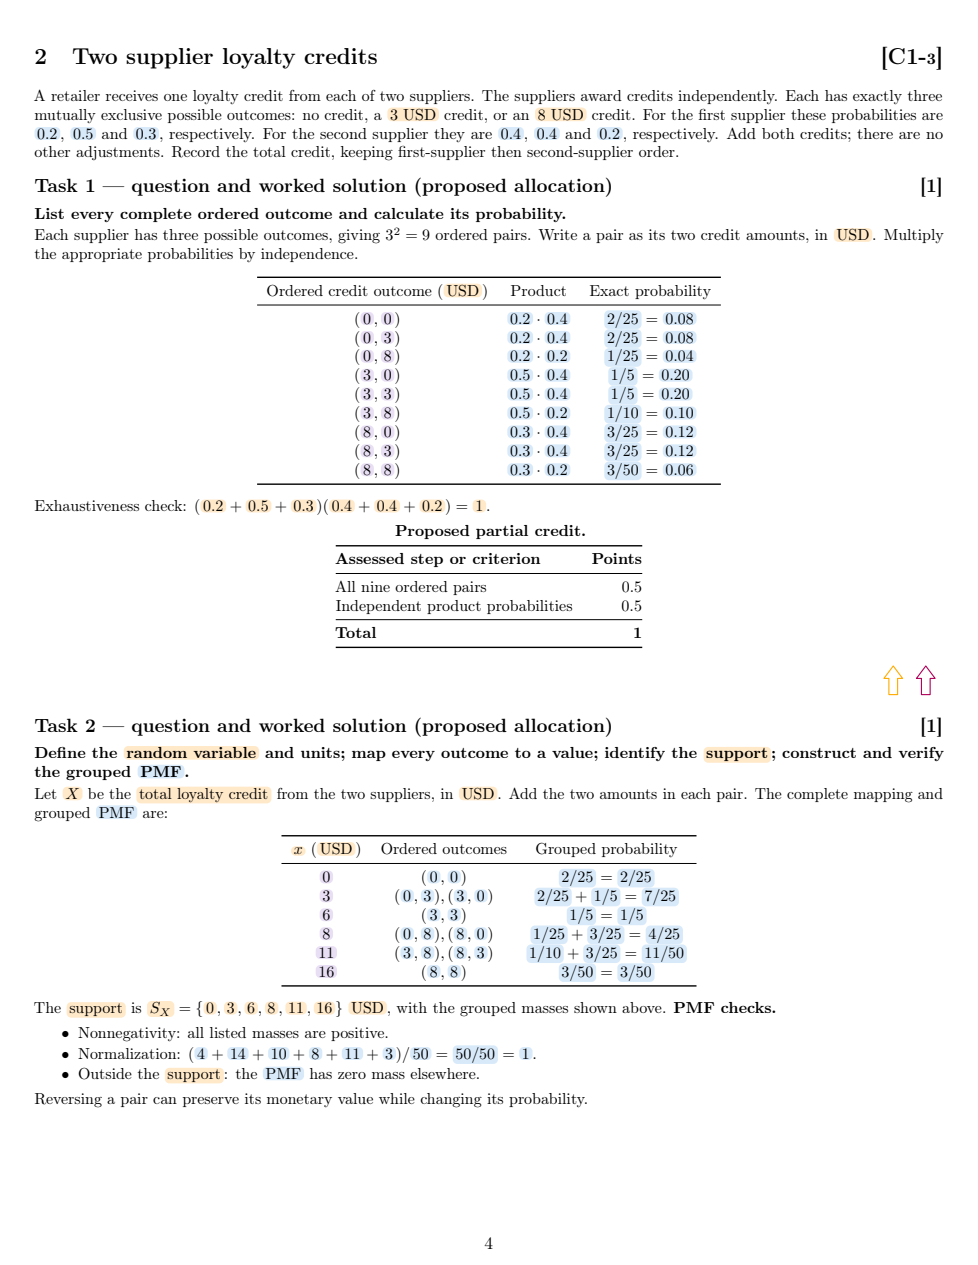 2 Two supplier loyalty credits [C1-3]
A retailer receives one loyalty credit from each of two suppliers. The suppliers award credits independently. Each has exactly three
mutually exclusive possible outcomes: no credit, a 3 USD credit, or an 8 USD credit. For the first supplier these probabilities are
0.2, 0.5 and 0.3, respectively. For the second supplier they are 0.4, 0.4 and 0.2, respectively. Add both credits; there are no
other adjustments. Record the total credit, keeping first-supplier then second-supplier order.
Task 1 — question and worked solution (proposed allocation) [1]
List every complete ordered outcome and calculate its probability.
Each supplier has three possible outcomes, giving 3² = 9 ordered pairs. Write a pair as its two credit amounts, in USD. Multiply
the appropriate probabilities by independence.
Ordered credit outcome (USD) Product Exact probability
(0, 0) 0.2 · 0.4 2/25 = 0.08
(0, 3) 0.2 · 0.4 2/25 = 0.08
(0, 8) 0.2 · 0.2 1/25 = 0.04
(3, 0) 0.5 · 0.4 1/5 = 0.20
(3, 3) 0.5 · 0.4 1/5 = 0.20
(3, 8) 0.5 · 0.2 1/10 = 0.10
(8, 0) 0.3 · 0.4 3/25 = 0.12
(8, 3) 0.3 · 0.4 3/25 = 0.12
(8, 8) 0.3 · 0.2 3/50 = 0.06
Exhaustiveness check: (0.2 + 0.5 + 0.3)(0.4 + 0.4 + 0.2) = 1.
Proposed partial credit.
Assessed step or criterion Points
All nine ordered pairs 0.5
Independent product probabilities 0.5
Total 1
Task 2 — question and worked solution (proposed allocation) [1]
Define the random variable and units; map every outcome to a value; identify the support; construct and verify
the grouped PMF.
Let X be the total loyalty credit from the two suppliers, in USD. Add the two amounts in each pair. The complete mapping and
grouped PMF are:
x (USD) Ordered outcomes Grouped probability
0 (0, 0) 2/25 = 2/25
3 (0, 3), (3, 0) 2/25 + 1/5 = 7/25
6 (3, 3) 1/5 = 1/5
8 (0, 8), (8, 0) 1/25 + 3/25 = 4/25
11 (3, 8), (8, 3) 1/10 + 3/25 = 11/50
16 (8, 8) 3/50 = 3/50
The support is S_X = {0, 3, 6, 8, 11, 16} USD, with the grouped masses shown above. PMF checks.
• Nonnegativity: all listed masses are positive.
• Normalization: (4 + 14 + 10 + 8 + 11 + 3)/50 = 50/50 = 1.
• Outside the support: the PMF has zero mass elsewhere.
Reversing a pair can preserve its monetary value while changing its probability.
4